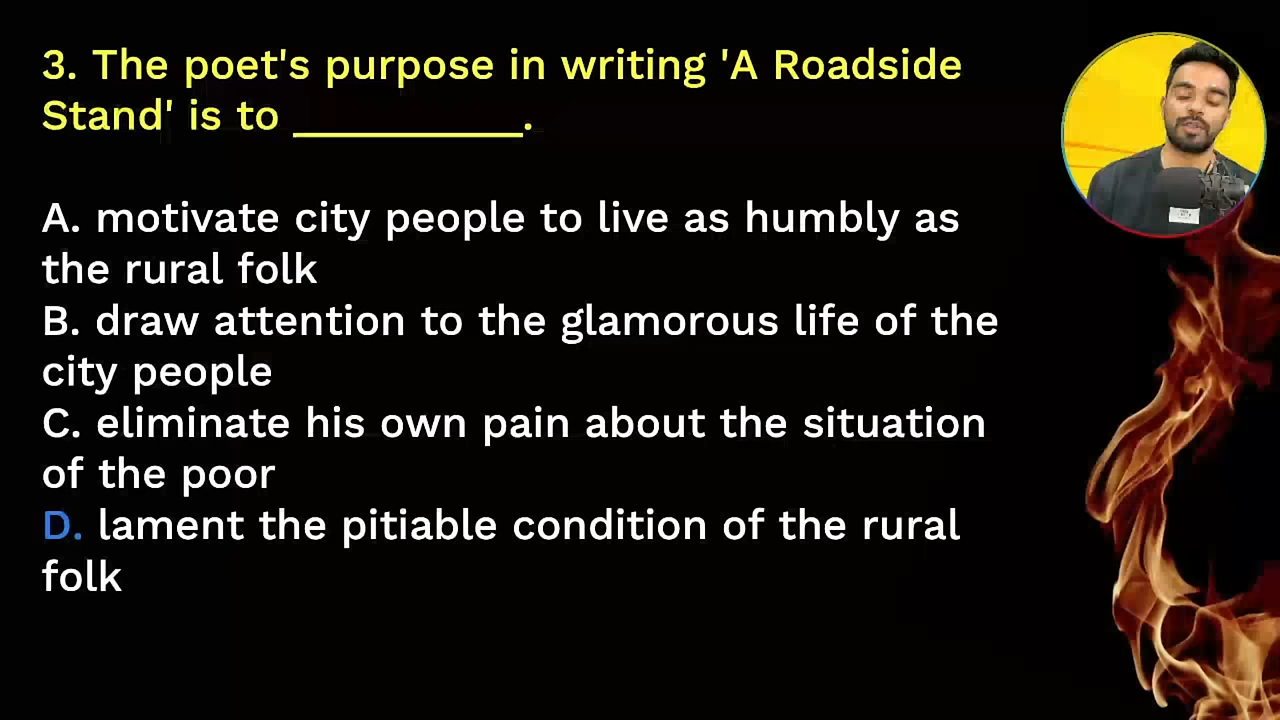 3. The poet's purpose in writing 'A Roadside
Stand' is to __________.
A. motivate city people to live as humbly as
the rural folk
B. draw attention to the glamorous life of the
city people
C. eliminate his own pain about the situation
of the poor
D. lament the pitiable condition of the rural
folk